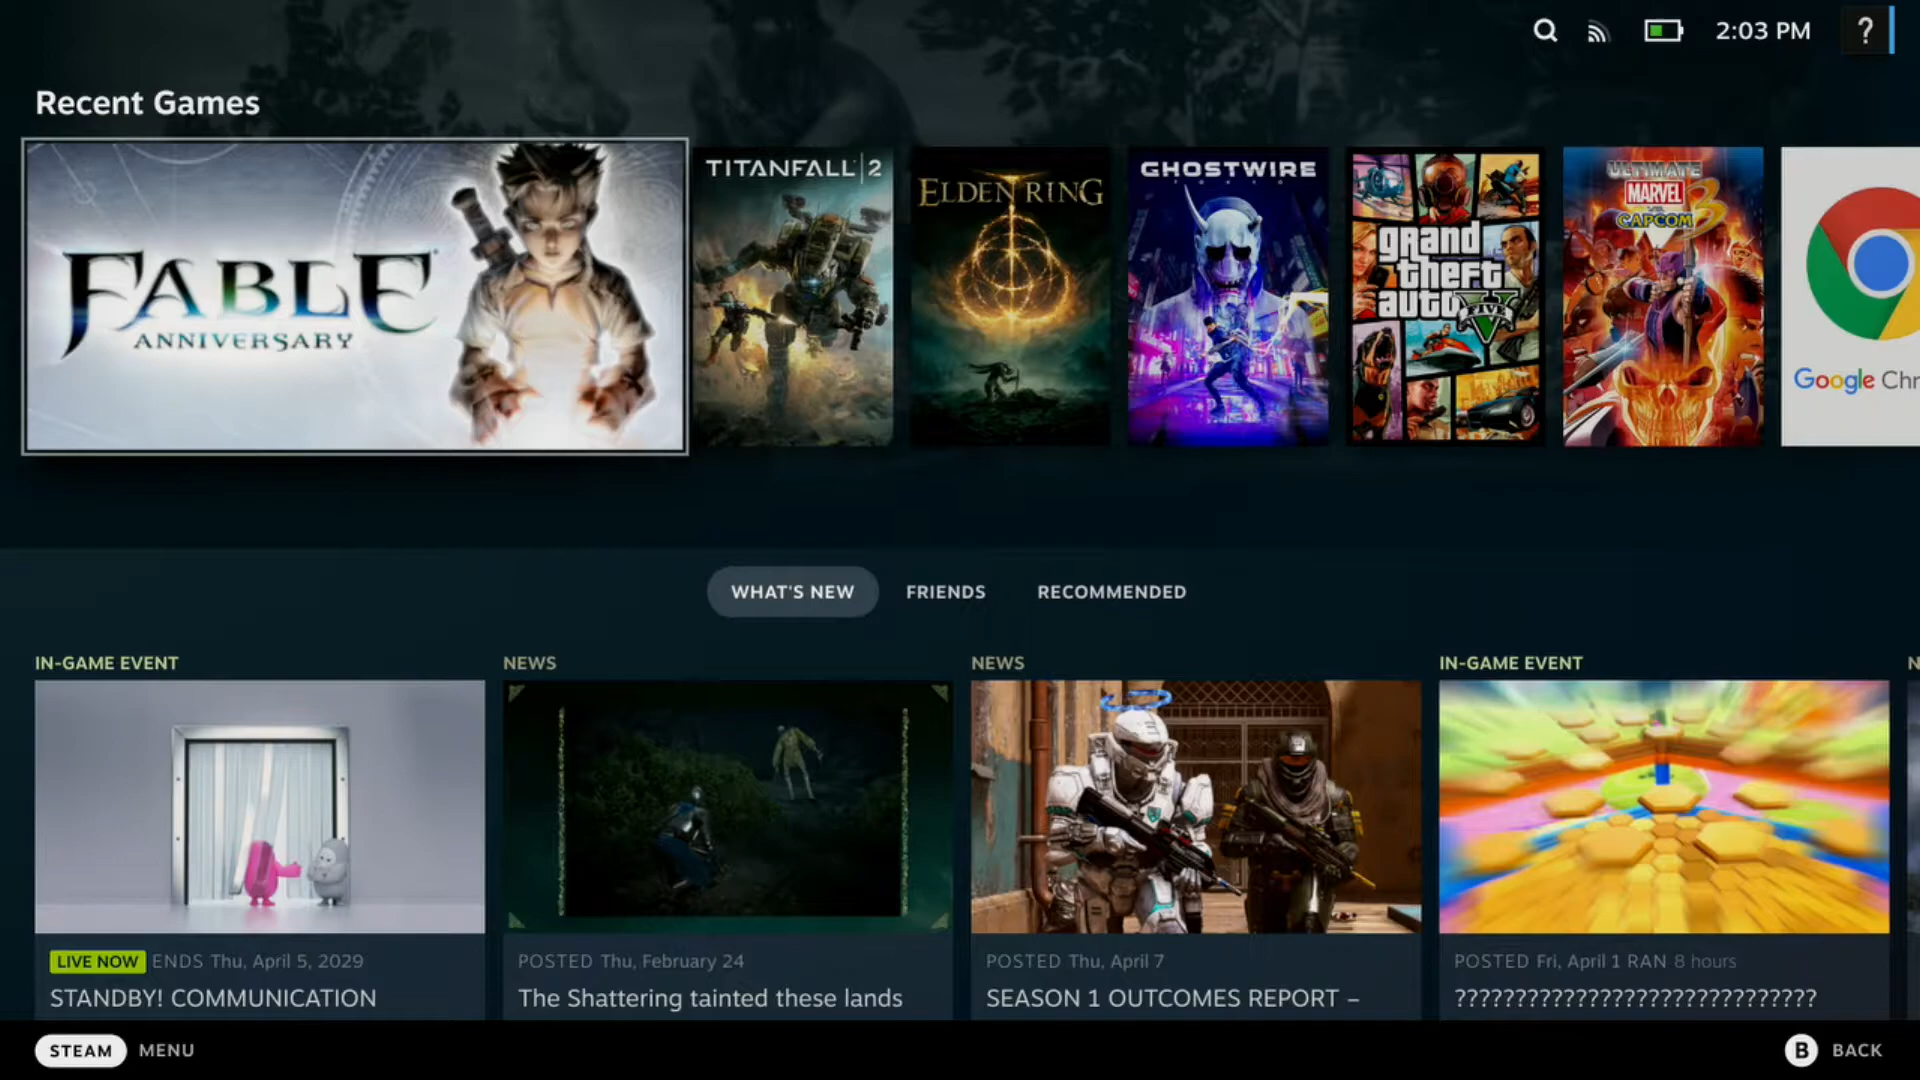 2:03 PM
?
Recent Games
FABLE
ANNIVERSARY
TITANFALL 2
ELDEN RING
GHOSTWIRE
TOKYO
grand
theft
auto
FIVE
V
ULTIMATE
MARVEL
VS.
CAPCOM 3
Google Chr
WHAT'S NEW
FRIENDS
RECOMMENDED
IN-GAME EVENT
NEWS
NEWS
IN-GAME EVENT
N
LIVE NOW ENDS Thu, April 5, 2029
STANDBY! COMMUNICATION
POSTED Thu, February 24
The Shattering tainted these lands
POSTED Thu, April 7
SEASON 1 OUTCOMES REPORT –
POSTED Fri, April 1 RAN 8 hours
??????????????????????????????
STEAM MENU
B BACK